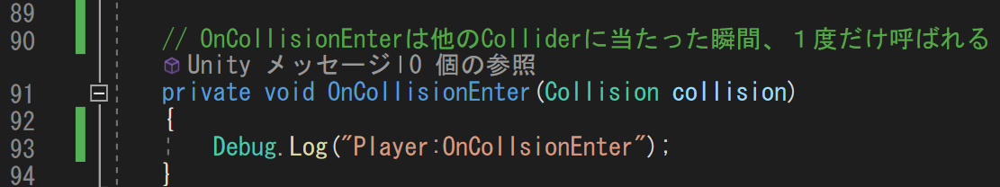 89
90 // OnCollisionEnterは他のColliderに当たった瞬間、１度だけ呼ばれる
Unity メッセージ|0 個の参照
91 private void OnCollisionEnter(Collision collision)
92 {
93 Debug.Log("Player:OnCollsionEnter");
94 }